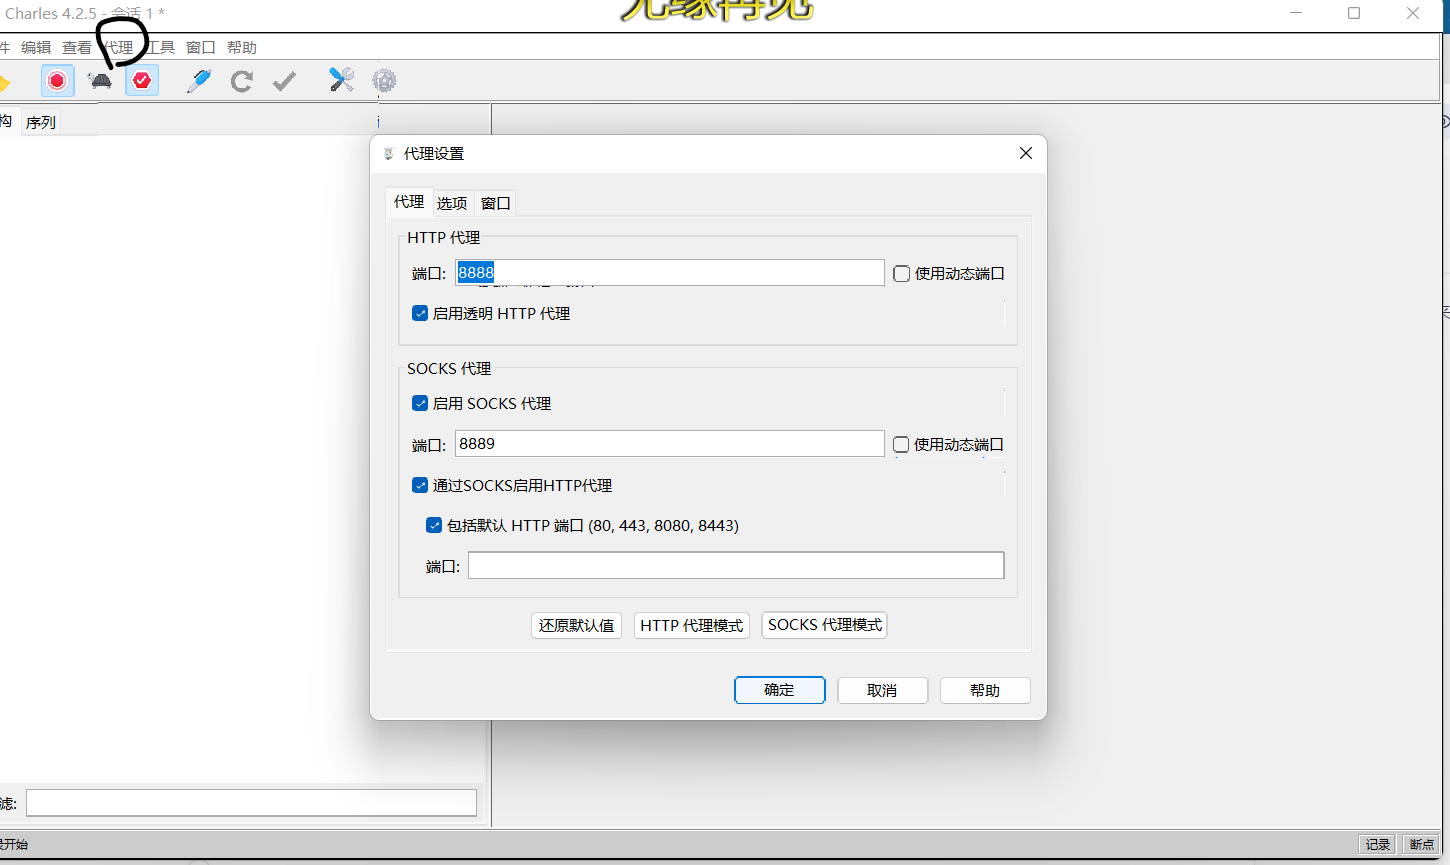 无缘再见
Charles 4.2.5 - 会话 1 *
件 编辑 查看 代理 工具 窗口 帮助
构 序列
代理设置
代理 选项 窗口
HTTP 代理
端口: 8888 使用动态端口
启用透明 HTTP 代理
SOCKS 代理
启用 SOCKS 代理
端口: 8889 使用动态端口
通过SOCKS启用HTTP代理
包括默认 HTTP 端口 (80, 443, 8080, 8443)
端口:
还原默认值 HTTP 代理模式 SOCKS 代理模式
确定 取消 帮助
滤:
录开始 记录 断点